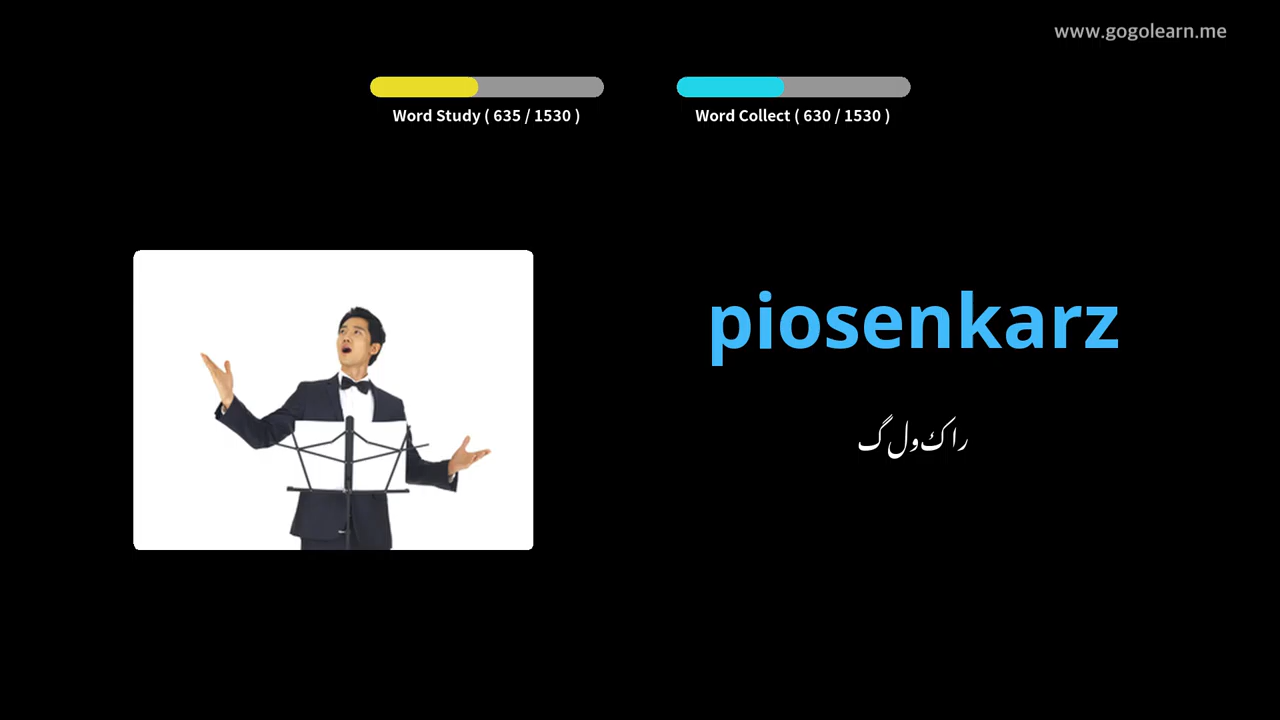 www.gogolearn.me
Word Study ( 635 / 1530 )
Word Collect ( 630 / 1530 )
piosenkarz
راک‌ول‌گ